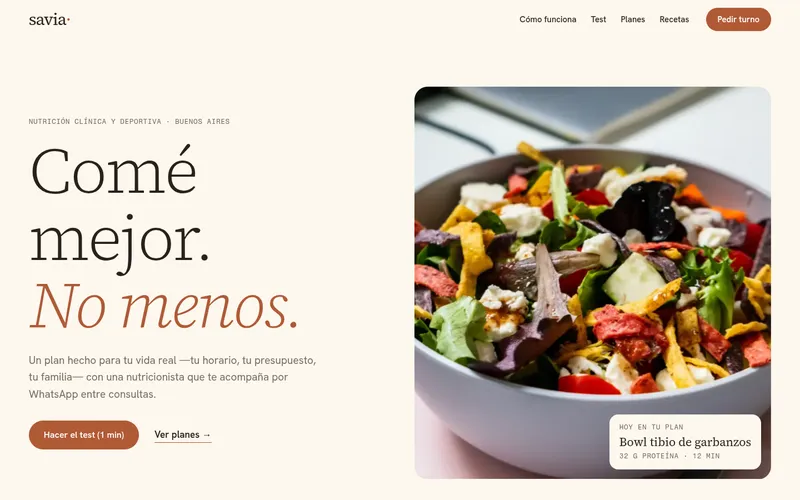 savia
Cómo funciona
Test
Planes
Recetas
Pedir turno
NUTRICIÓN CLÍNICA Y DEPORTIVA · BUENOS AIRES
Comé
mejor.
No menos.
Un plan hecho para tu vida real —tu horario, tu presupuesto,
tu familia— con una nutricionista que te acompaña por
WhatsApp entre consultas.
Hacer el test (1 min)
Ver planes →
HOY EN TU PLAN
Bowl tibio de garbanzos
32 G PROTEÍNA · 12 MIN